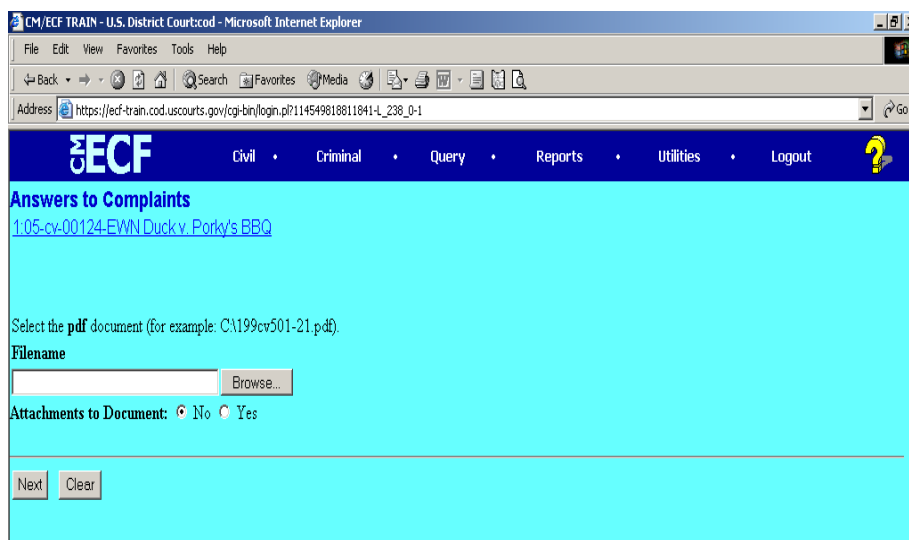 CM/ECF TRAIN - U.S. District Court:cod - Microsoft Internet Explorer
File Edit View Favorites Tools Help
Back Search Favorites Media
Address https://ecf-train.cod.uscourts.gov/cgi-bin/login.pl?114549818811841-L_238_0-1 Go
CM ECF Civil • Criminal • Query • Reports • Utilities • Logout ?
Answers to Complaints
1:05-cv-00124-EWN Duck v. Porky's BBQ
Select the pdf document (for example: C:\199cv501-21.pdf).
Filename
Browse...
Attachments to Document: No Yes
Next Clear